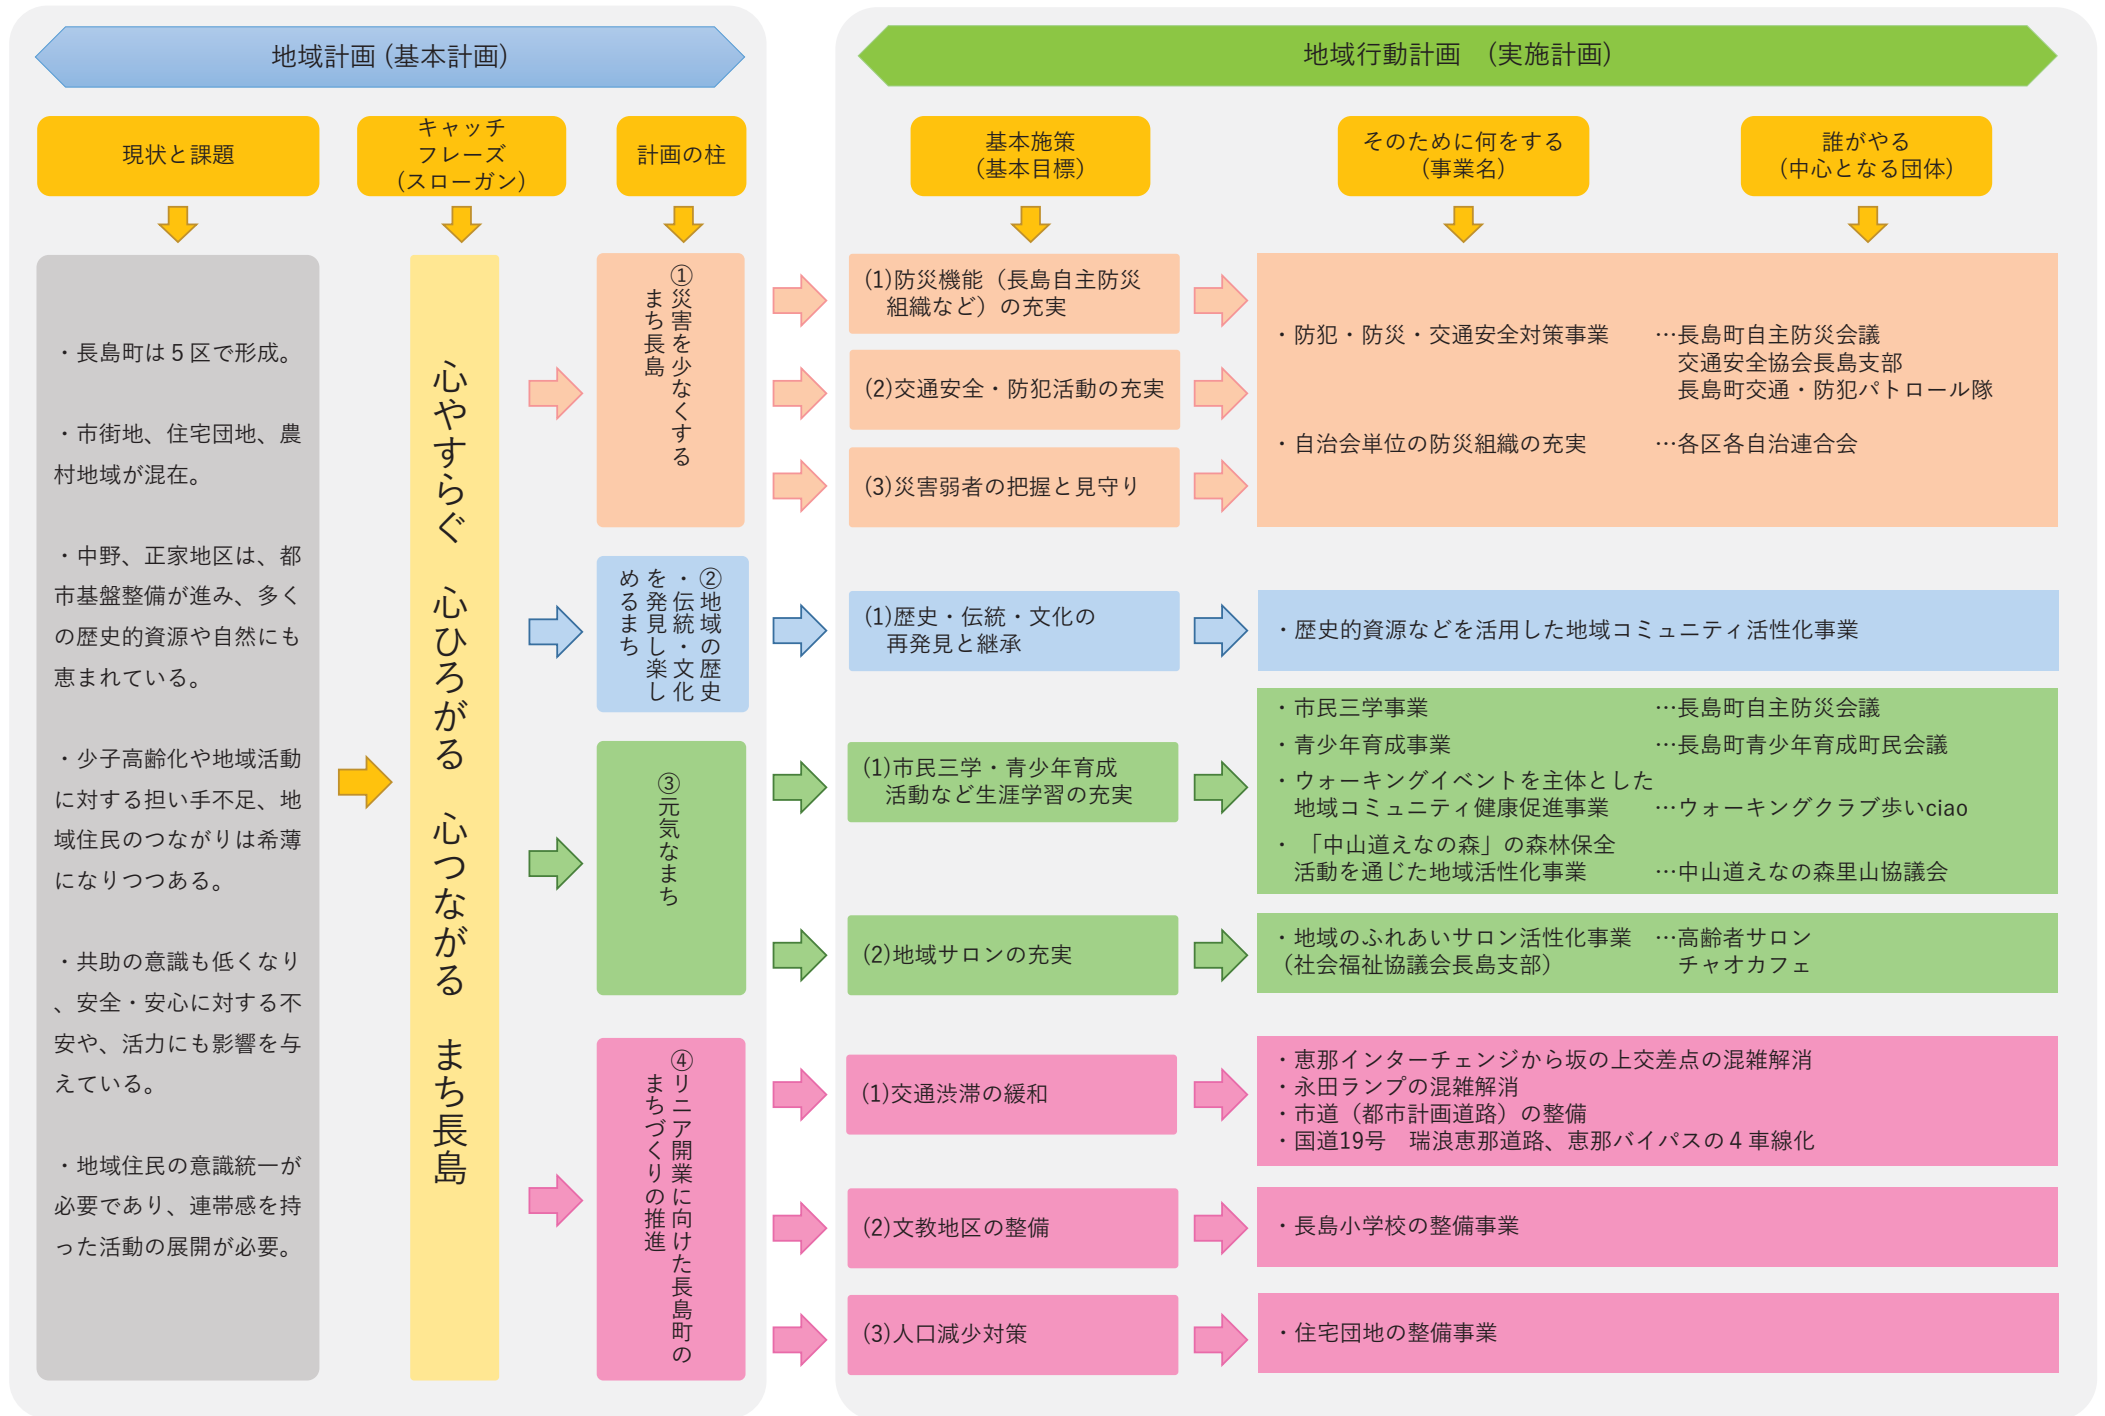 地域計画 (基本計画)
現状と課題
キャッチ
フレーズ
(スローガン)
計画の柱
・長島町は５区で形成。
・市街地、住宅団地、農
村地域が混在。
・中野、正家地区は、都
市基盤整備が進み、多く
の歴史的資源や自然にも
恵まれている。
・少子高齢化や地域活動
に対する担い手不足、地
域住民のつながりは希薄
になりつつある。
・共助の意識も低くなり
、安全・安心に対する不
安や、活力にも影響を与
えている。
・地域住民の意識統一が
必要であり、連帯感を持
った活動の展開が必要。
心やすらぐ　心ひろがる　心つながる　まち長島
①災害を少なくする
まち長島
②地域の歴史
・伝統・文化
を発見し楽し
めるまち
③元気なまち
④リニア開業に向けた長島町の
まちづくりの推進
地域行動計画　(実施計画)
基本施策
(基本目標)
そのために何をする
(事業名)
誰がやる
(中心となる団体)
(1)防災機能（長島自主防災
組織など）の充実
(2)交通安全・防犯活動の充実
(3)災害弱者の把握と見守り
・防犯・防災・交通安全対策事業　…長島町自主防災会議
交通安全協会長島支部
長島町交通・防犯パトロール隊
・自治会単位の防災組織の充実　…各区各自治連合会
(1)歴史・伝統・文化の
再発見と継承
・歴史的資源などを活用した地域コミュニティ活性化事業
(1)市民三学・青少年育成
活動など生涯学習の充実
・市民三学事業　…長島町自主防災会議
・青少年育成事業　…長島町青少年育成町民会議
・ウォーキングイベントを主体とした
地域コミュニティ健康促進事業　…ウォーキングクラブ歩いciao
・「中山道えなの森」の森林保全
活動を通じた地域活性化事業　…中山道えなの森里山協議会
(2)地域サロンの充実
・地域のふれあいサロン活性化事業　…高齢者サロン
（社会福祉協議会長島支部）　チャオカフェ
(1)交通渋滞の緩和
・恵那インターチェンジから坂の上交差点の混雑解消
・永田ランプの混雑解消
・市道（都市計画道路）の整備
・国道19号　瑞浪恵那道路、恵那バイパスの４車線化
(2)文教地区の整備
・長島小学校の整備事業
(3)人口減少対策
・住宅団地の整備事業